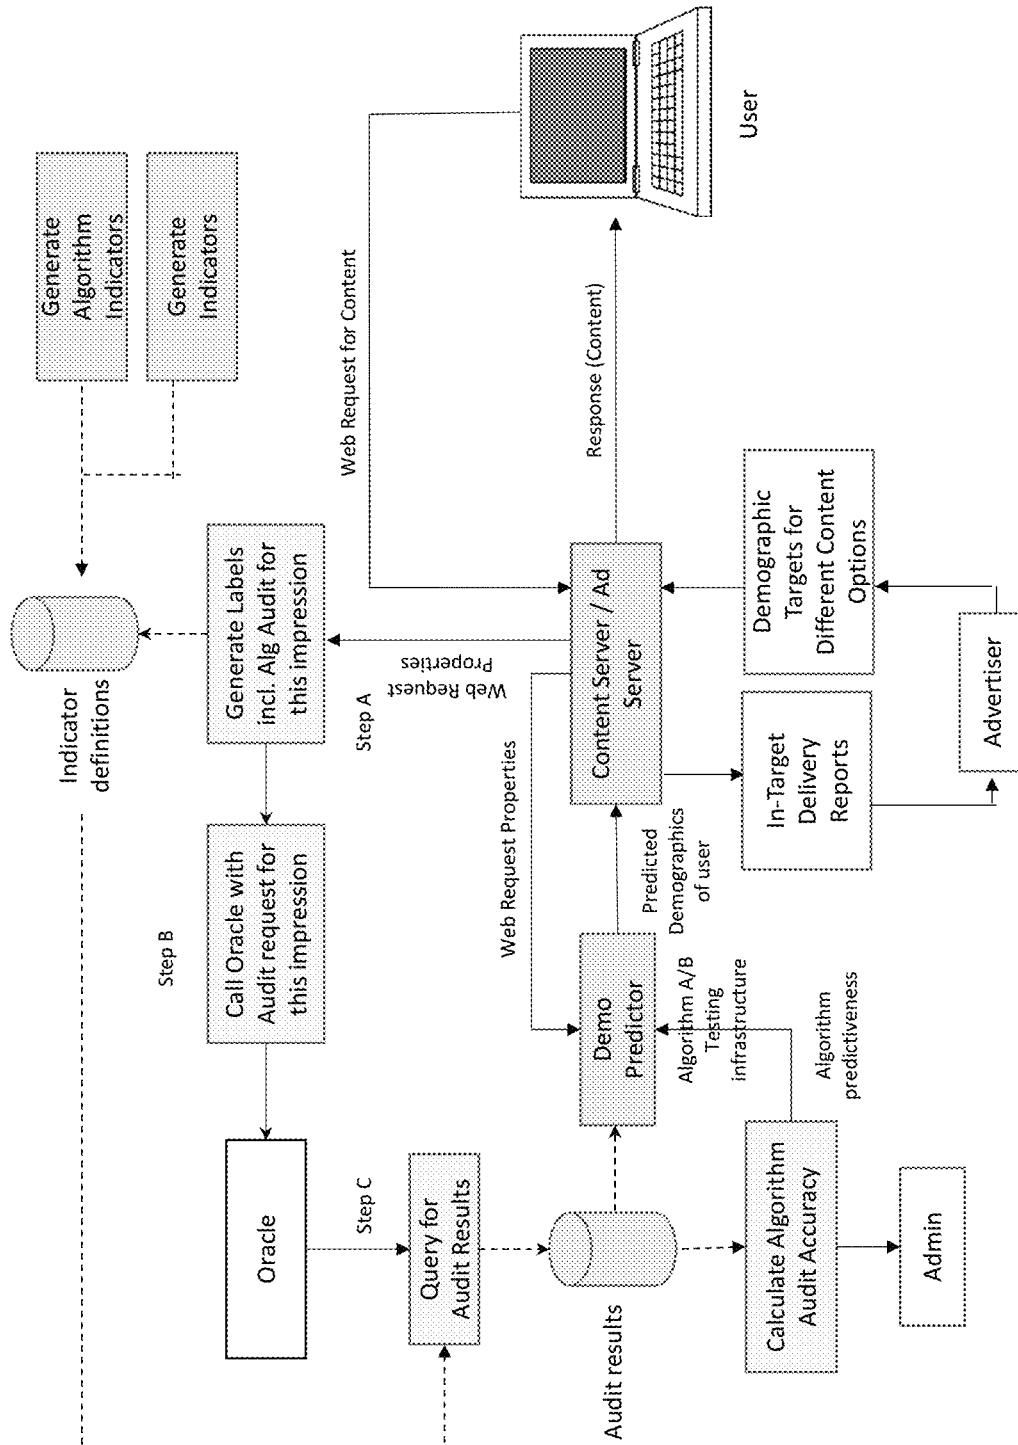 Generate
Algorithm
Indicators
Generate
Indicators
Indicator
definitions
Generate Labels
incl. Alg Audit for
this impression
Step B
Call Oracle with
Audit request for
this impression
Oracle
Step C
Query for
Audit Results
Audit results
Step A
Web Request
Properties
Web Request for Content
User
Response (Content)
Content Server / Ad
Server
Web Request Properties
Demo
Predictor
Predicted
Demographics
of user
Algorithm A/B
Testing
infrastructure
Algorithm
predictiveness
Calculate Algorithm
Audit Accuracy
Admin
Demographic
Targets for
Different Content
Options
In-Target
Delivery
Reports
Advertiser